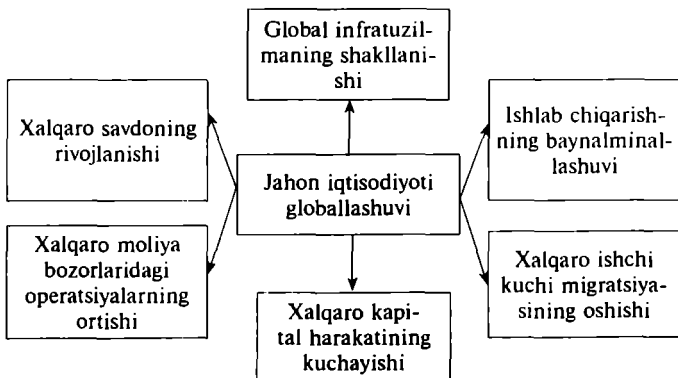 Global infratuzil-
maning shakllani-
shi
Xalqaro savdoning
rivojlanishi
Ishlab chiqarish-
ning baynalminal-
lashuvi
Jahon iqtisodiyoti
globallashuvi
Xalqaro moliya
bozorlaridagi
operatsiyalarning
ortishi
Xalqaro ishchi
kuchi migratsiya-
sining oshishi
Xalqaro kapi-
tal harakatining
kuchayishi